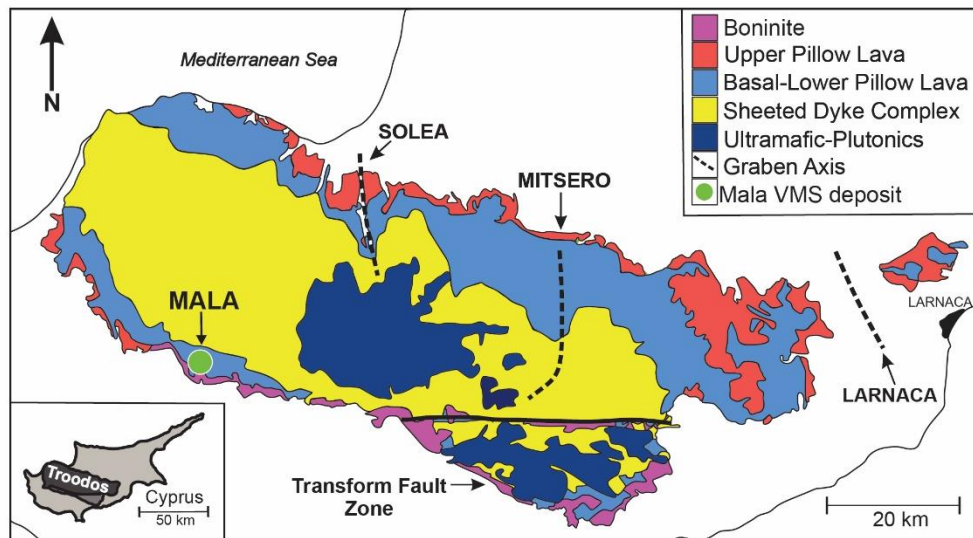 Mediterranean Sea
N
SOLEA
MITSERO
MALA
Boninite
Upper Pillow Lava
Basal-Lower Pillow Lava
Sheeted Dyke Complex
Ultramafic-Plutonics
Graben Axis
Mala VMS deposit
LARNACA
LARNACA
Transform Fault
Zone
Troodos
Cyprus
50 km
20 km